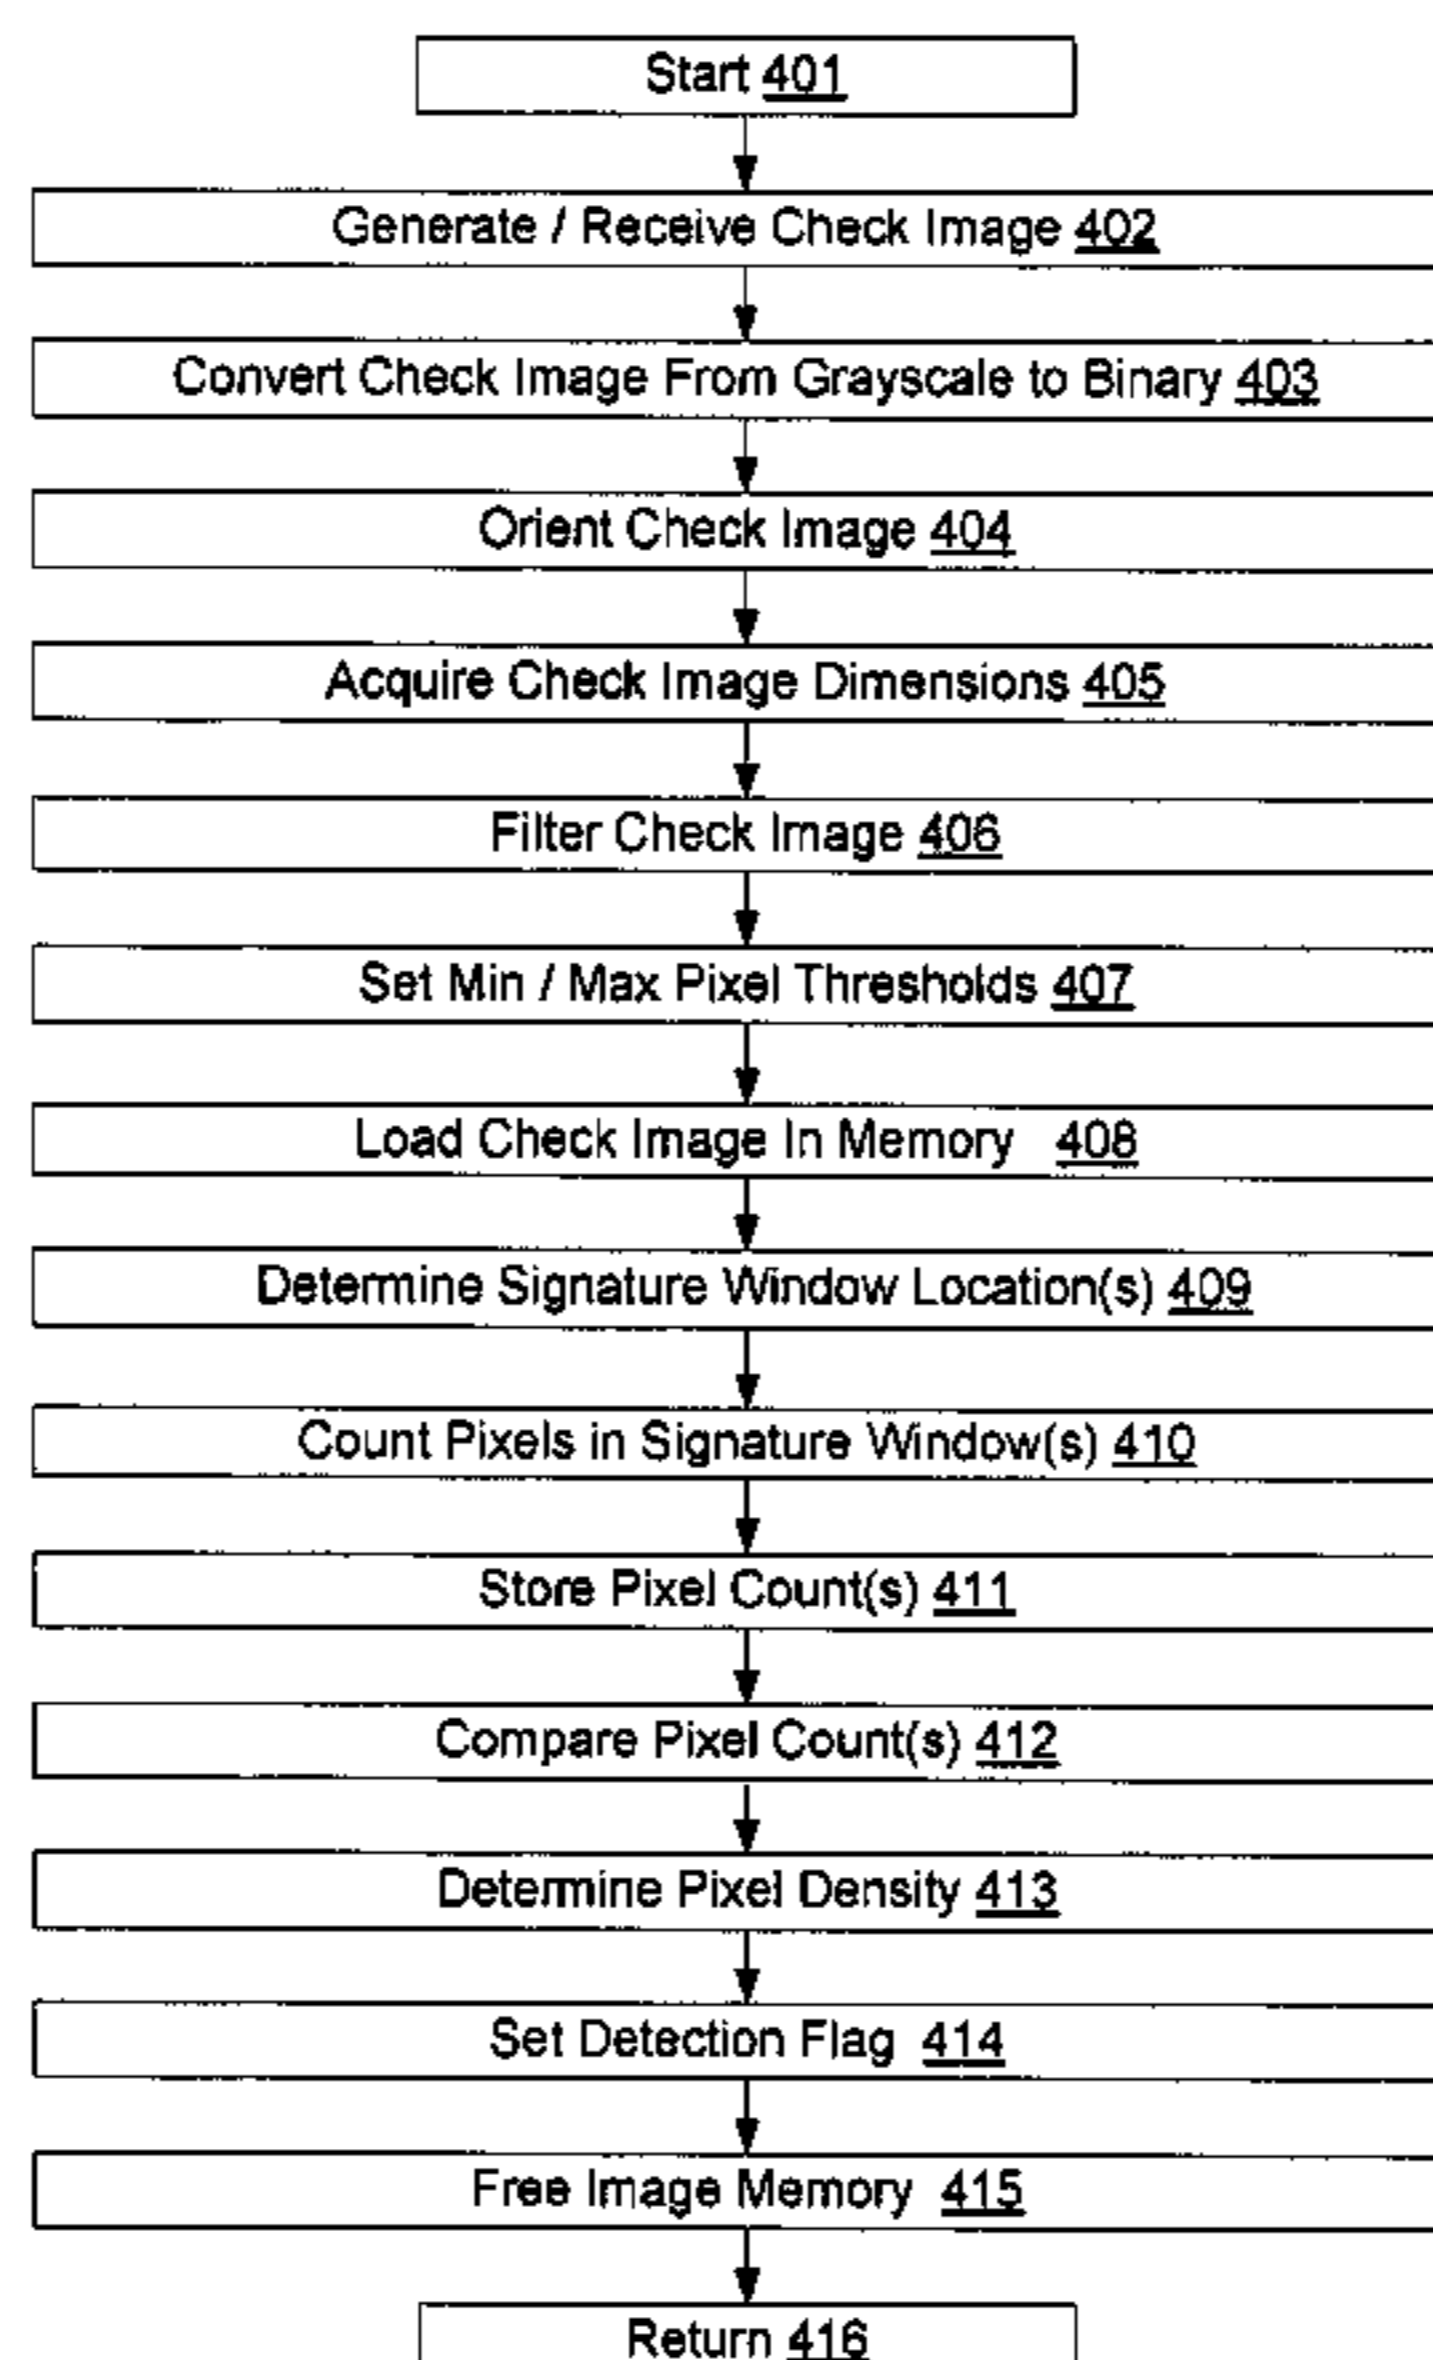 Start 401
Generate / Receive Check Image 402
Convert Check Image From Grayscale to Binary 403
Orient Check Image 404
Acquire Check Image Dimensions 405
Filter Check Image 406
Set Min / Max Pixel Thresholds 407
Load Check Image In Memory 408
Determine Signature Window Location(s) 409
Count Pixels in Signature Window(s) 410
Store Pixel Count(s) 411
Compare Pixel Count(s) 412
Determine Pixel Density 413
Set Detection Flag 414
Free Image Memory 415
Return 416